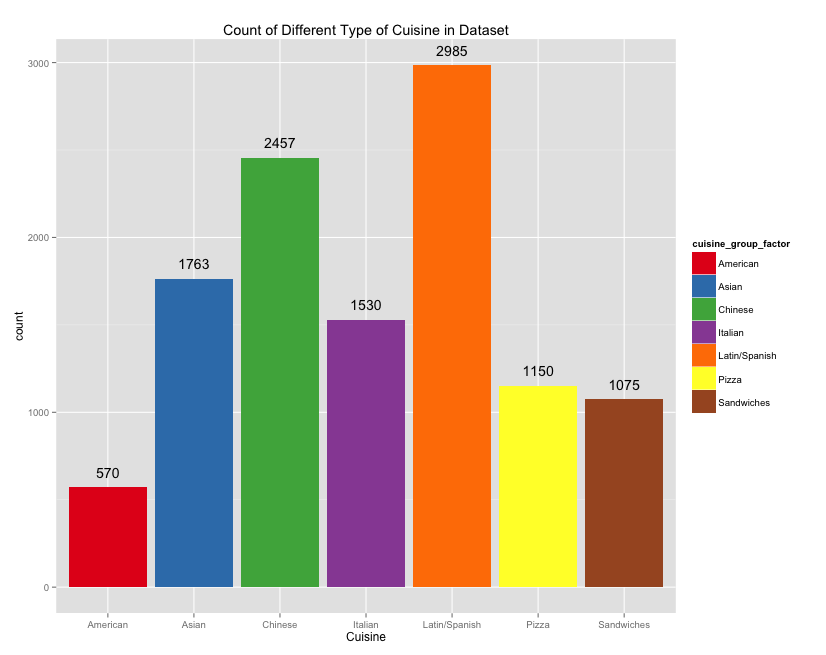 Count of Different Type of Cuisine in Dataset
count
3000
2000
1000
0
570
1763
2457
1530
2985
1150
1075
American Asian Chinese Italian Latin/Spanish Pizza Sandwiches
Cuisine
cuisine_group_factor
American
Asian
Chinese
Italian
Latin/Spanish
Pizza
Sandwiches